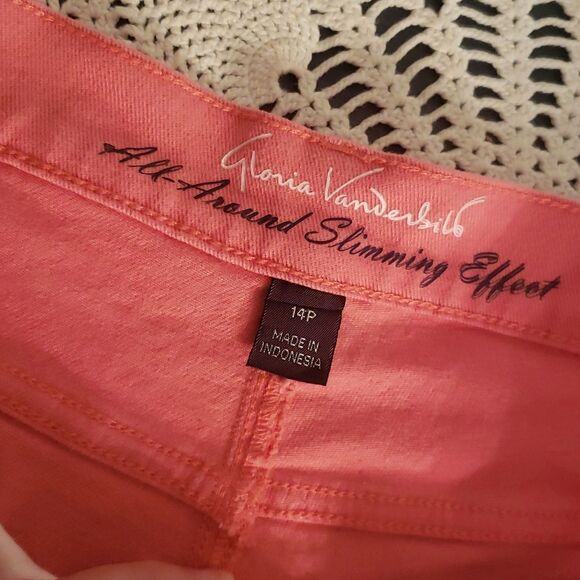 Gloria Vanderbilt
All-Around Slimming Effect
14P
MADE IN
INDONESIA